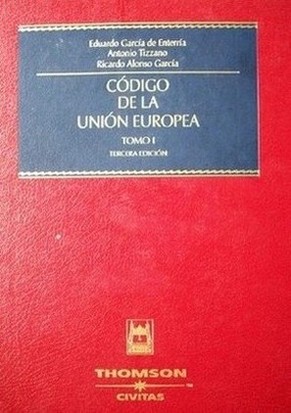 Eduardo García de Enterría
Antonio Tizzano
Ricardo Alonso García
CÓDIGO
DE LA
UNIÓN EUROPEA
TOMO I
TERCERA EDICIÓN
THOMSON
CIVITAS